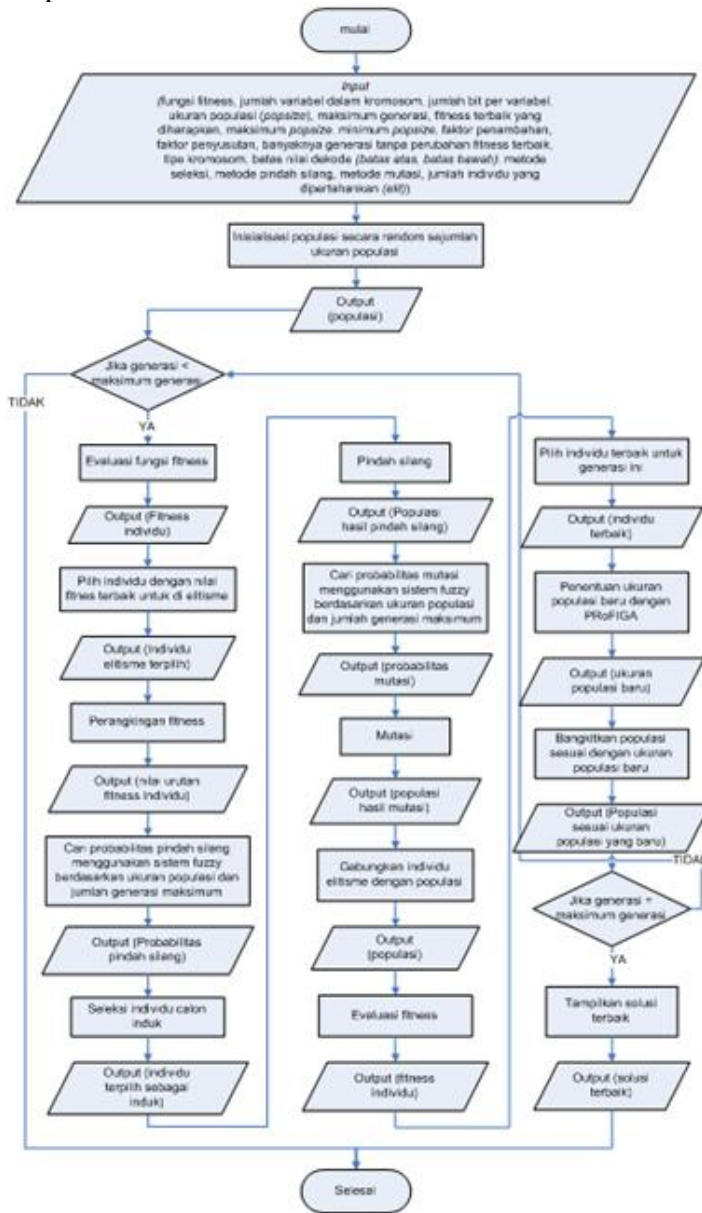 mulai
Input
(fungsi fitness, jumlah variabel dalam kromosom, jumlah bit per variabel,
ukuran populasi (popsize), maksimum generasi, fitness terbaik yang
diharapkan, maksimum popsize, minimum popsize, faktor penambahan,
faktor penyusutan, banyaknya generasi tanpa perubahan fitness terbaik,
tipe kromosom, batas nilai dekode (batas atas, batas bawah), metode
seleksi, metode pindah silang, metode mutasi, jumlah individu yang
dipertahankan (elit))
Inisialisasi populasi secara random sejumlah
ukuran populasi
Output
(populasi)
Jika generasi <
maksimum generasi
TIDAK
YA
Evaluasi fungsi fitness
Output (Fitness
individu)
Pilih individu dengan nilai
fitnes terbaik untuk di elitisme
Output (Individu
elitisme terpilih)
Perangkingan fitness
Output (nilai urutan
fitness individu)
Cari probabilitas pindah silang
menggunakan sistem fuzzy
berdasarkan ukuran populasi dan
jumlah generasi maksimum
Output (Probabilitas
pindah silang)
Seleksi individu calon
induk
Output (individu
terpilih sebagai
induk)
Pindah silang
Output (Populasi
hasil pindah silang)
Cari probabilitas mutasi
menggunakan sistem fuzzy
berdasarkan ukuran populasi
dan jumlah generasi maksimum
Output (probabilitas
mutasi)
Mutasi
Output (populasi
hasil mutasi)
Gabungkan individu
elitisme dengan populasi
Output
(populasi)
Evaluasi fitness
Output (fitness
individu)
Pilih individu terbaik untuk
generasi ini
Output (individu
terbaik)
Penentuan ukuran
populasi baru dengan
PRoFIGA
Output (ukuran
populasi baru)
Bangkitkan populasi
sesuai dengan ukuran
populasi baru
Output (Populasi
sesuai ukuran
populasi yang baru)
TIDAK
Jika generasi =
maksimum generasi
YA
Tampilkan solusi
terbaik
Output (solusi
terbaik)
Selesai